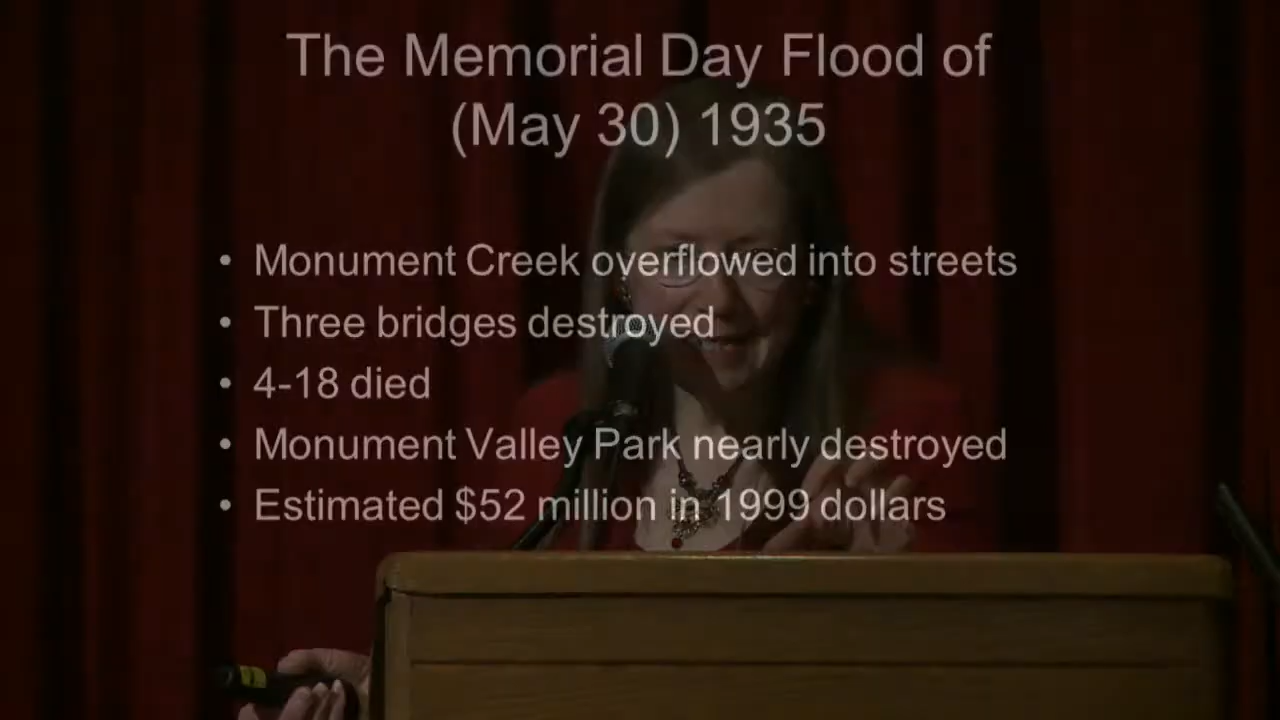 The Memorial Day Flood of
(May 30) 1935
• Monument Creek overflowed into streets
• Three bridges destroyed
• 4-18 died
• Monument Valley Park nearly destroyed
• Estimated $52 million in 1999 dollars